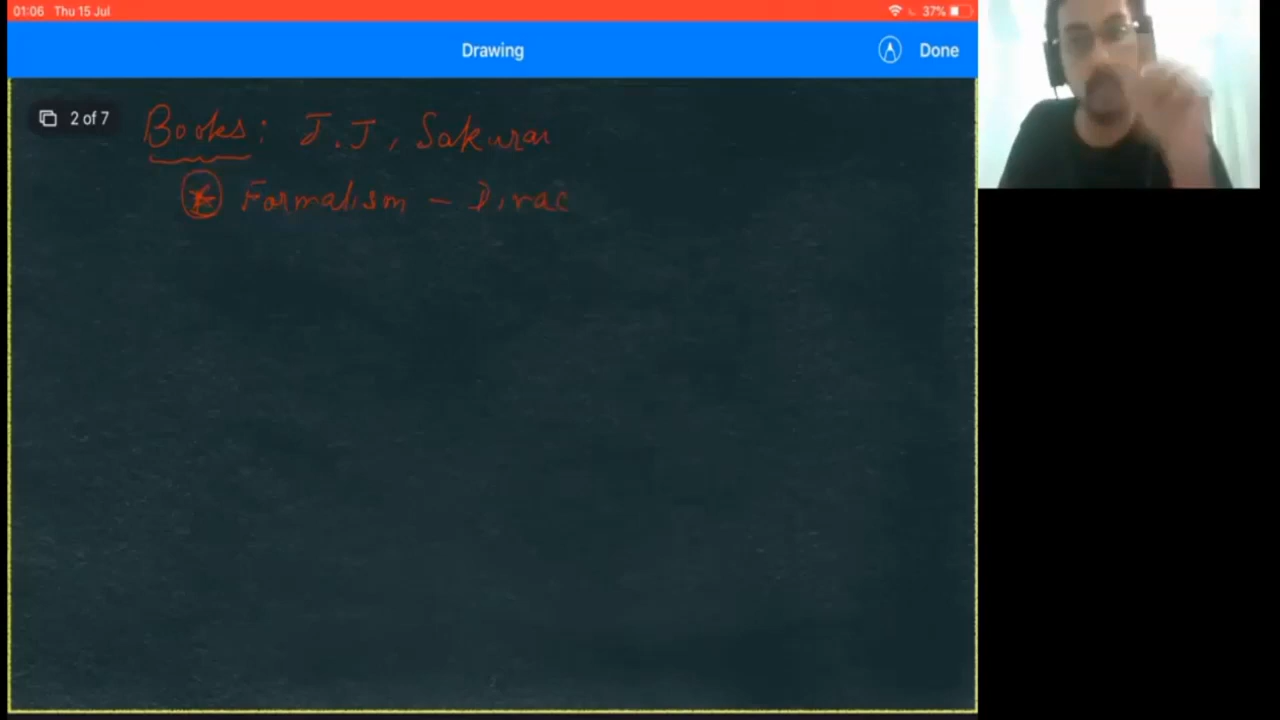 01:06 Thu 15 Jul 37%
Drawing Done
2 of 7
Books: J.J, Sakurai
Formalism - Dirac